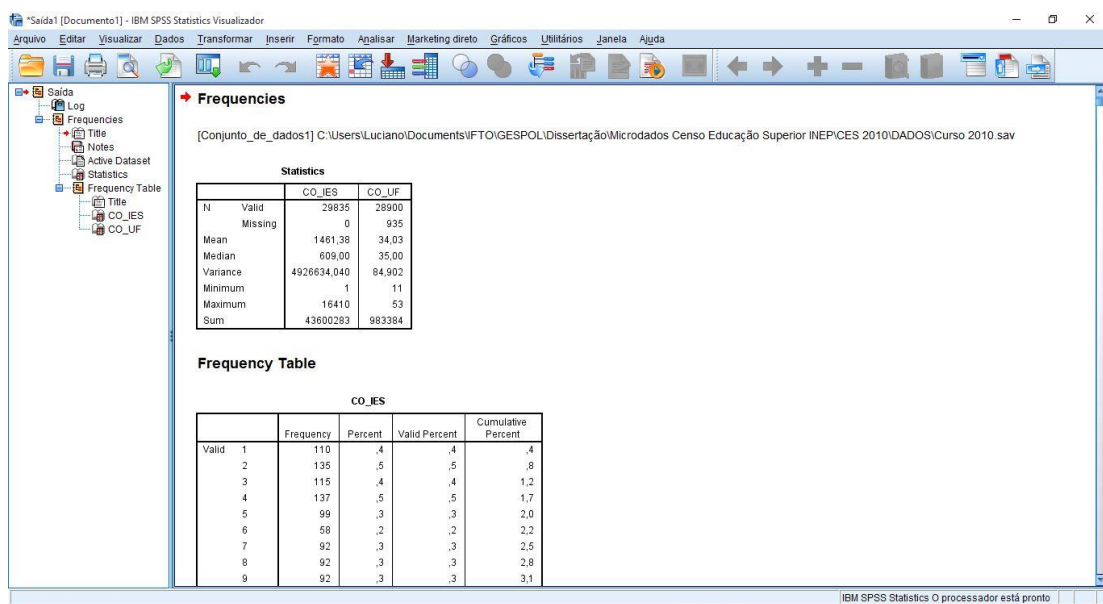 *Saída1 [Documento1] - IBM SPSS Statistics Visualizador
Arquivo Editar Visualizar Dados Transformar Inserir Formato Analisar Marketing direto Gráficos Utilitários Janela Ajuda
Saída
Log
Frequencies
Title
Notes
Active Dataset
Statistics
Frequency Table
Title
CO_IES
CO_UF
Frequencies
[Conjunto_de_dados1] C:\Users\Luciano\Documents\IFTO\GESPOL\Dissertação\Microdados Censo Educação Superior INEP\CES 2010\DADOS\Curso 2010.sav
Statistics
CO_IES CO_UF
N Valid 29835 28900
Missing 0 935
Mean 1461,38 34,03
Median 609,00 35,00
Variance 4926634,040 84,902
Minimum 1 11
Maximum 16410 53
Sum 43600283 983384
Frequency Table
CO_IES
Frequency Percent Valid Percent Cumulative Percent
Valid 1 110 ,4 ,4 ,4
2 135 ,5 ,5 ,8
3 115 ,4 ,4 1,2
4 137 ,5 ,5 1,7
5 99 ,3 ,3 2,0
6 58 ,2 ,2 2,2
7 92 ,3 ,3 2,5
8 92 ,3 ,3 2,8
9 92 ,3 ,3 3,1
IBM SPSS Statistics O processador está pronto